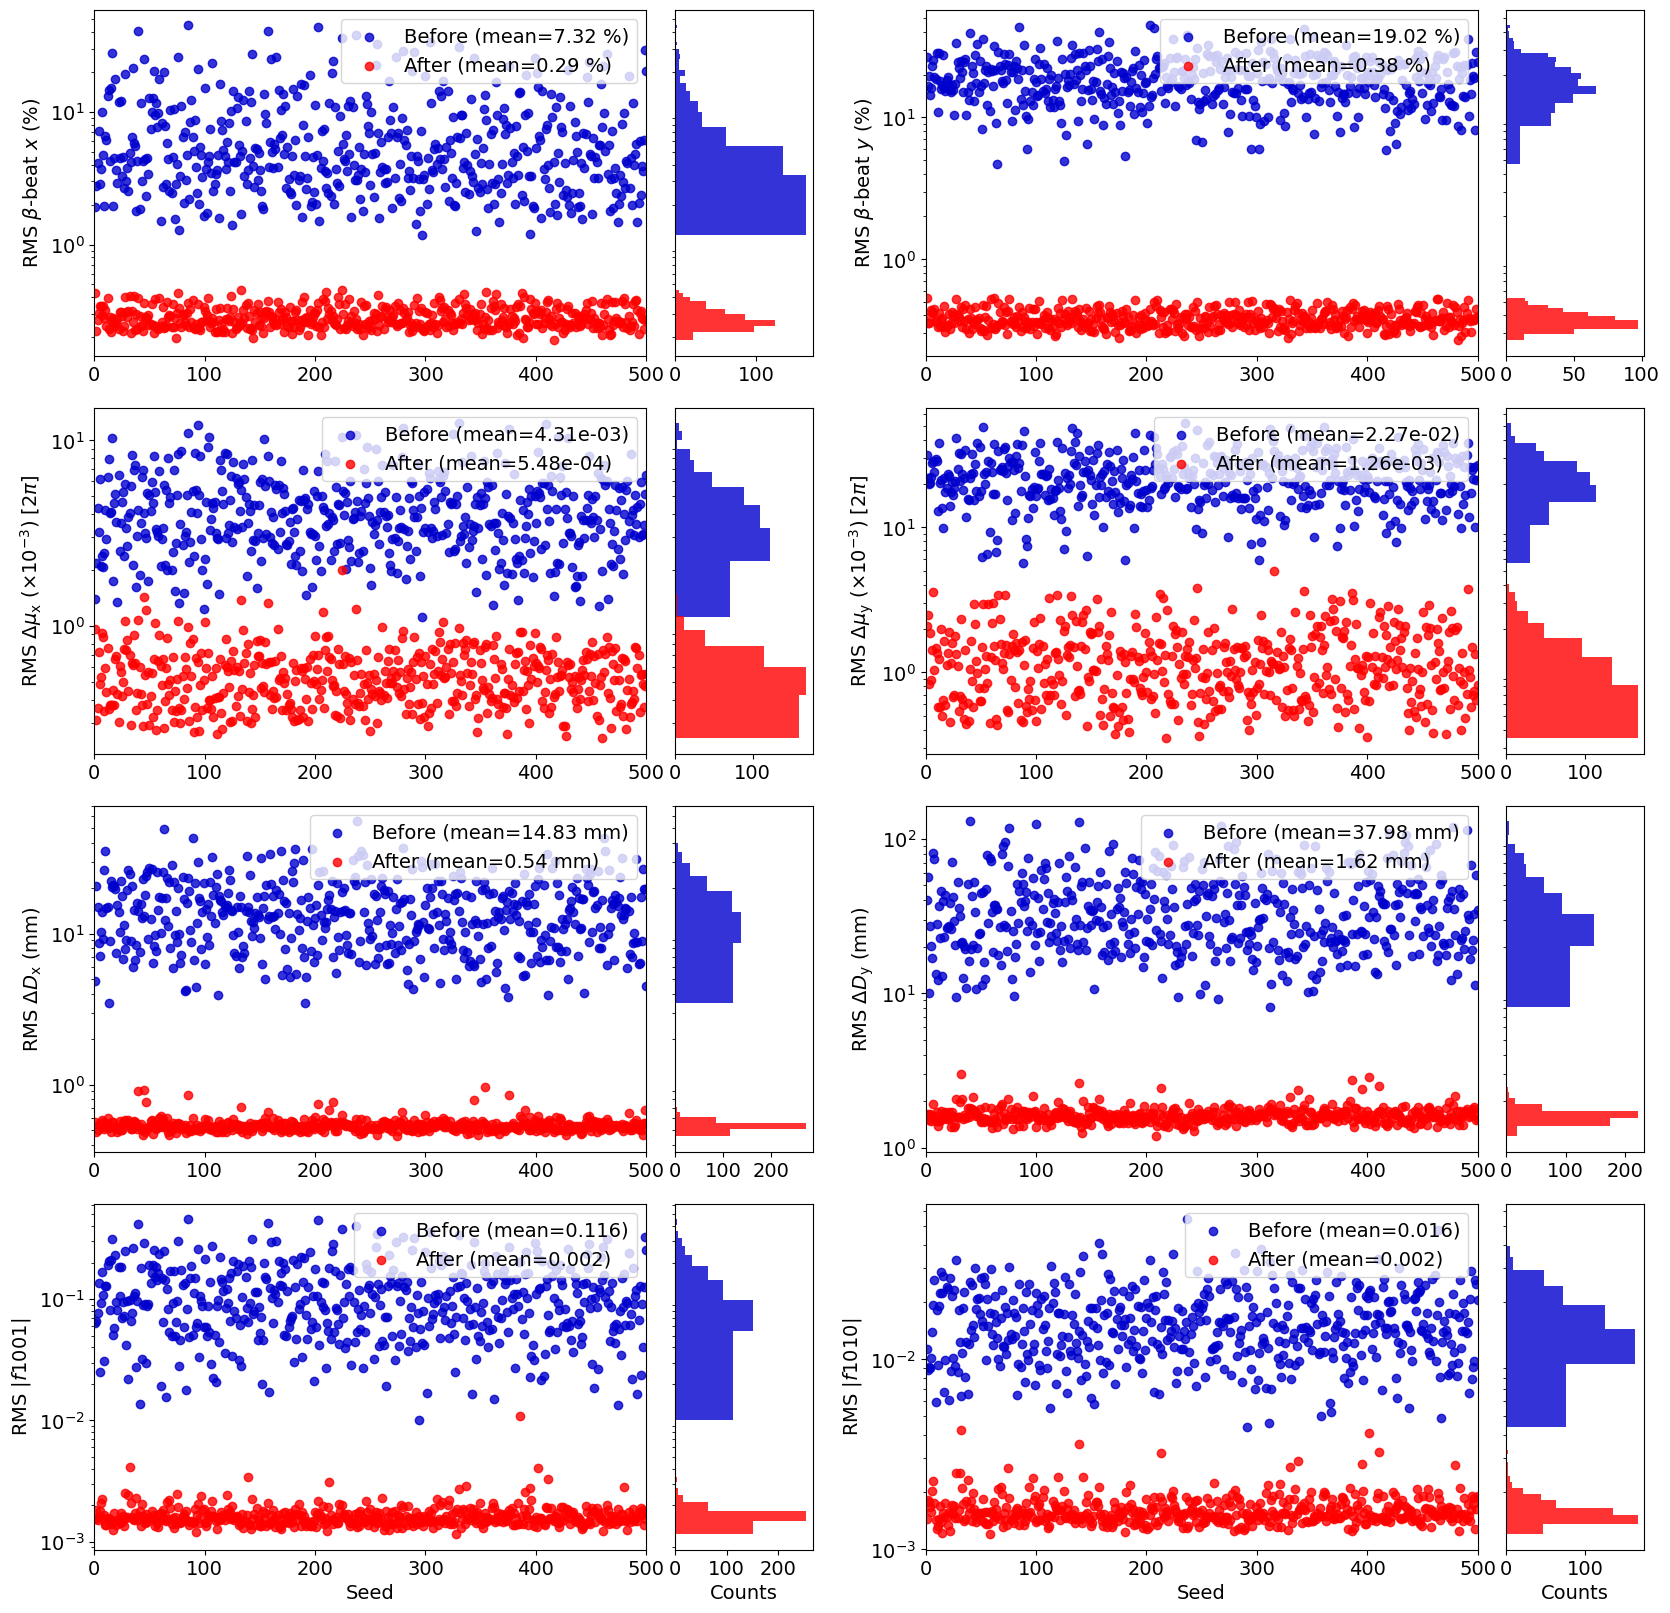 RMS β-beat x (%)
10¹
10⁰
Before (mean=7.32 %)
After (mean=0.29 %)
0 100 200 300 400 500
0 100
RMS β-beat y (%)
10¹
10⁰
Before (mean=19.02 %)
After (mean=0.38 %)
0 100 200 300 400 500
0 50 100
RMS Δμx (×10⁻³) [2π]
10¹
10⁰
Before (mean=4.31e-03)
After (mean=5.48e-04)
0 100 200 300 400 500
0 100
RMS Δμy (×10⁻³) [2π]
10¹
10⁰
Before (mean=2.27e-02)
After (mean=1.26e-03)
0 100 200 300 400 500
0 100
RMS ΔDx (mm)
10¹
10⁰
Before (mean=14.83 mm)
After (mean=0.54 mm)
0 100 200 300 400 500
0 100 200
RMS ΔDy (mm)
10²
10¹
10⁰
Before (mean=37.98 mm)
After (mean=1.62 mm)
0 100 200 300 400 500
0 100 200
RMS |f1001|
10⁻¹
10⁻²
10⁻³
Before (mean=0.116)
After (mean=0.002)
0 100 200 300 400 500
Seed
0 100 200
Counts
RMS |f1010|
10⁻²
10⁻³
Before (mean=0.016)
After (mean=0.002)
0 100 200 300 400 500
Seed
0 100
Counts